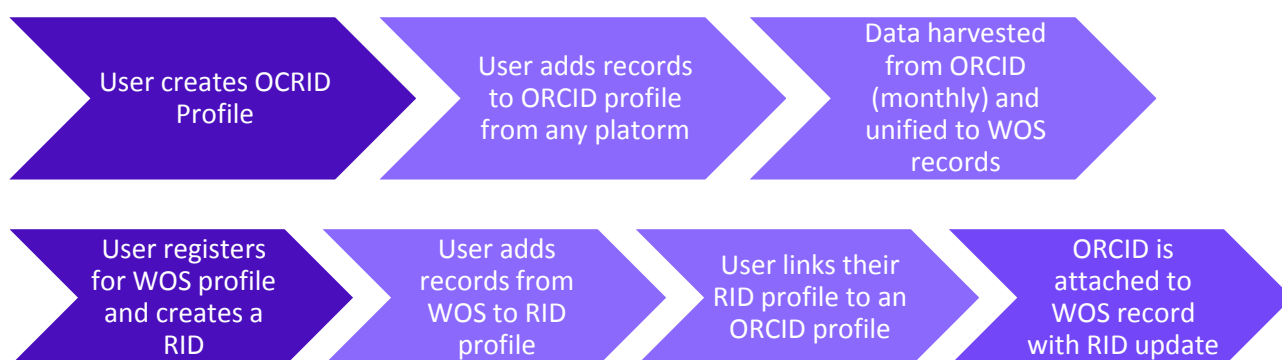 User creates OCRID
Profile
User adds records
to ORCID profile
from any platorm
Data harvested
from ORCID
(monthly) and
unified to WOS
records
User registers
for WOS profile
and creates a
RID
User adds
records from
WOS to RID
profile
User links their
RID profile to an
ORCID profile
ORCID is
attached to
WOS record
with RID update